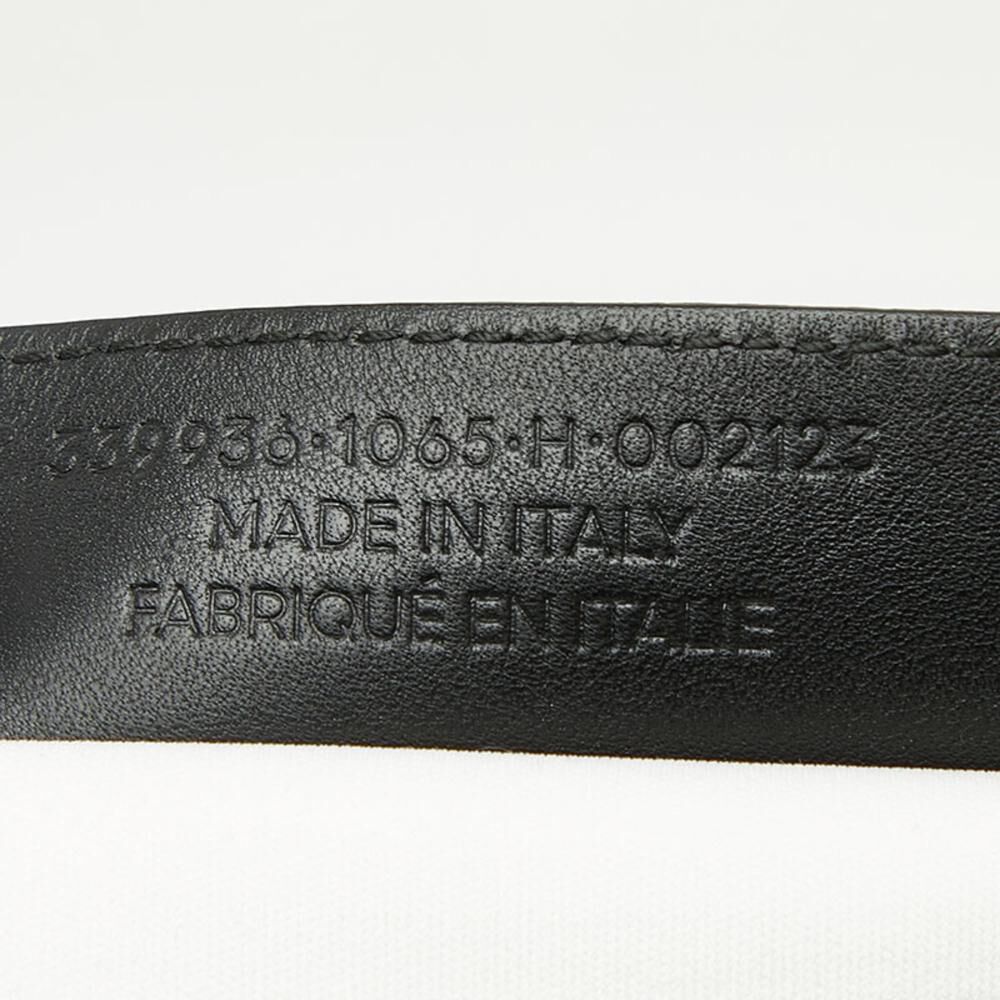 339936·1065·H·002123
MADE IN ITALY
FABRIQUÉ EN ITALIE